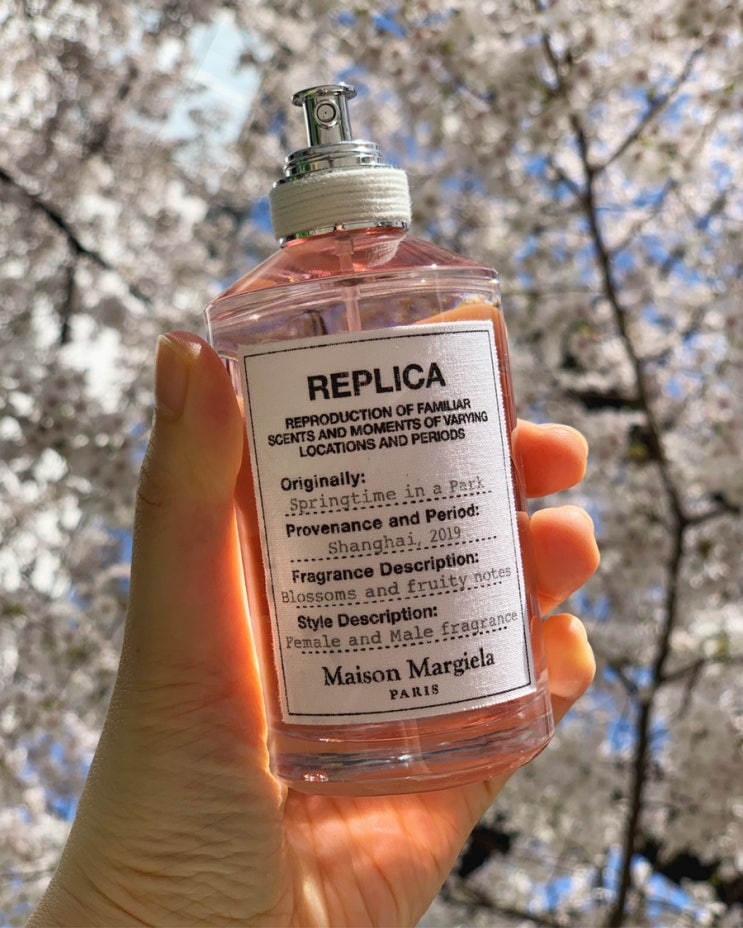 REPLICA
REPRODUCTION OF FAMILIAR
SCENTS AND MOMENTS OF VARYING
LOCATIONS AND PERIODS
Originally:
Springtime in a Park
Provenance and Period:
Shanghai, 2019
Fragrance Description:
Blossoms and fruity notes
Style Description:
Female and Male fragrance
Maison Margiela
PARIS